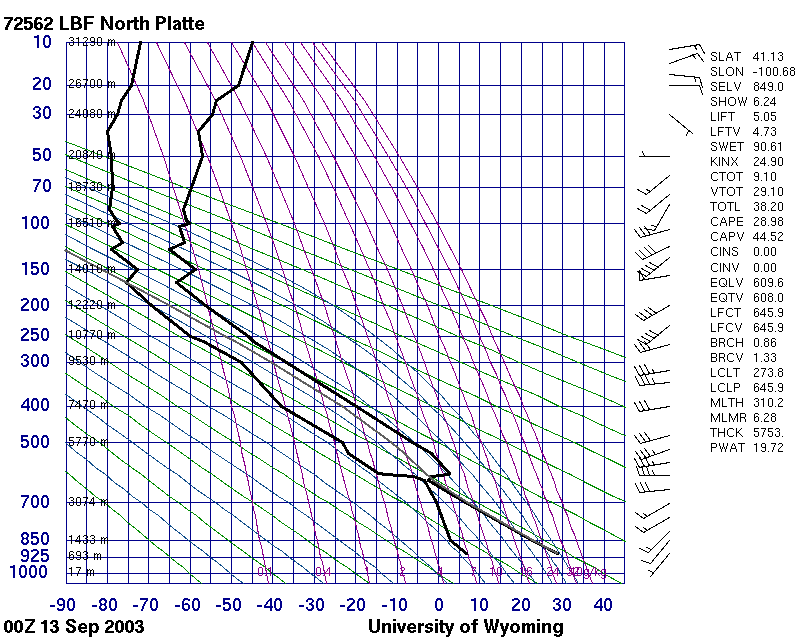 72562 LBF North Platte
10
31290 m
20
26700 m
30
24080 m
50
20810 m
70
18730 m
100
16510 m
150
14010 m
200
12220 m
250
10770 m
300
9530 m
400
7470 m
500
5770 m
700
3074 m
850
1433 m
925
693 m
1000
17 m
0.1 0.4 1 2 4 7 10 16 24 32 g/kg
-90 -80 -70 -60 -50 -40 -30 -20 -10 0 10 20 30 40
00Z 13 Sep 2003
University of Wyoming
SLAT 41.13
SLON -100.68
SELV 849.0
SHOW 6.24
LIFT 5.05
LFTV 4.73
SWET 90.61
KINX 24.90
CTOT 9.10
VTOT 29.10
TOTL 38.20
CAPE 28.98
CAPV 44.52
CINS 0.00
CINV 0.00
EQLV 609.6
EQTV 608.0
LFCT 645.9
LFCV 645.9
BRCH 0.86
BRCV 1.33
LCLT 273.8
LCLP 645.9
MLTH 310.2
MLMR 6.28
THCK 5753.
PWAT 19.72